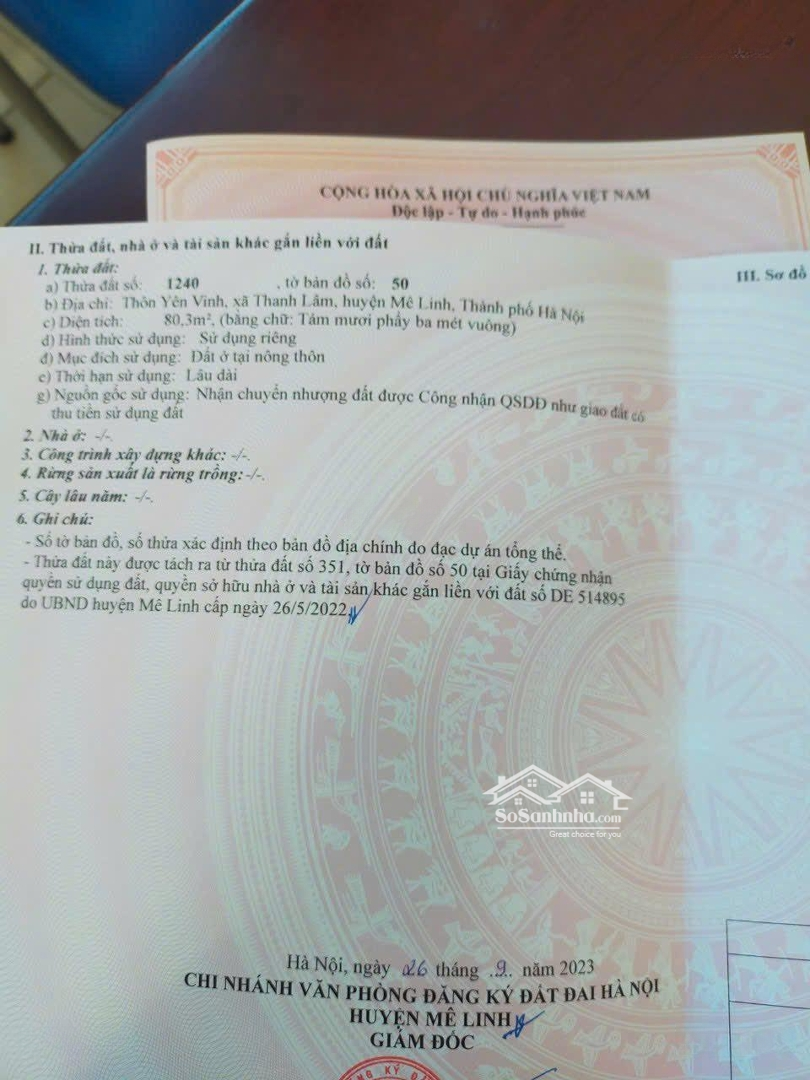 CỘNG HÒA XÃ HỘI CHỦ NGHĨA VIỆT NAM
Độc lập - Tự do - Hạnh phúc
II. Thửa đất, nhà ở và tài sản khác gắn liền với đất
1. Thửa đất:
a) Thửa đất số: 1240 , tờ bản đồ số: 50
b) Địa chỉ: Thôn Yên Vinh, xã Thanh Lâm, huyện Mê Linh, Thành phố Hà Nội
c) Diện tích: 80,3m², (bằng chữ: Tám mươi phẩy ba mét vuông)
d) Hình thức sử dụng: Sử dụng riêng
đ) Mục đích sử dụng: Đất ở tại nông thôn
e) Thời hạn sử dụng: Lâu dài
g) Nguồn gốc sử dụng: Nhận chuyển nhượng đất được Công nhận QSDĐ như giao đất có
thu tiền sử dụng đất
2. Nhà ở: -/-.
3. Công trình xây dựng khác: -/-.
4. Rừng sản xuất là rừng trồng: -/-.
5. Cây lâu năm: -/-.
6. Ghi chú:
- Số tờ bản đồ, số thửa xác định theo bản đồ địa chính do đạc dự án tổng thể.
- Thửa đất này được tách ra từ thửa đất số 351, tờ bản đồ số 50 tại Giấy chứng nhận
quyền sử dụng đất, quyền sở hữu nhà ở và tài sản khác gắn liền với đất số DE 514895
do UBND huyện Mê Linh cấp ngày 26/5/2022
III. Sơ đồ
SoSanhnha.com
Great choice for you
Hà Nội, ngày 26 tháng .9.. năm 2023
CHI NHÁNH VĂN PHÒNG ĐĂNG KÝ ĐẤT ĐAI HÀ NỘI
HUYỆN MÊ LINH
GIÁM ĐỐC